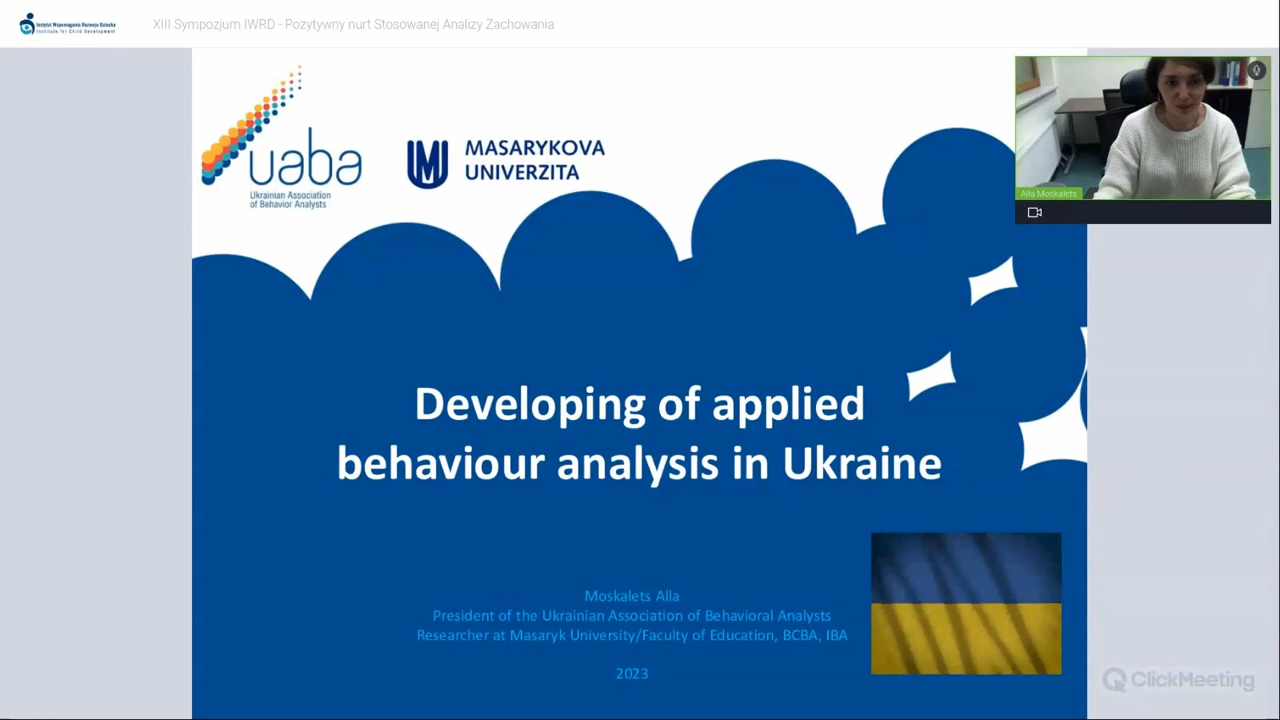 Instytut Wspomagania Rozwoju Dziecka
Institute for Child Development
XIII Sympozjum IWRD - Pozytywny nurt Stosowanej Analizy Zachowania
uaba
Ukrainian Association
of Behavior Analysts
MASARYKOVA
UNIVERZITA
Alla Moskalets
Developing of applied
behaviour analysis in Ukraine
Moskalets Alla
President of the Ukrainian Association of Behavioral Analysts
Researcher at Masaryk University/Faculty of Education, BCBA, IBA
2023
ClickMeeting